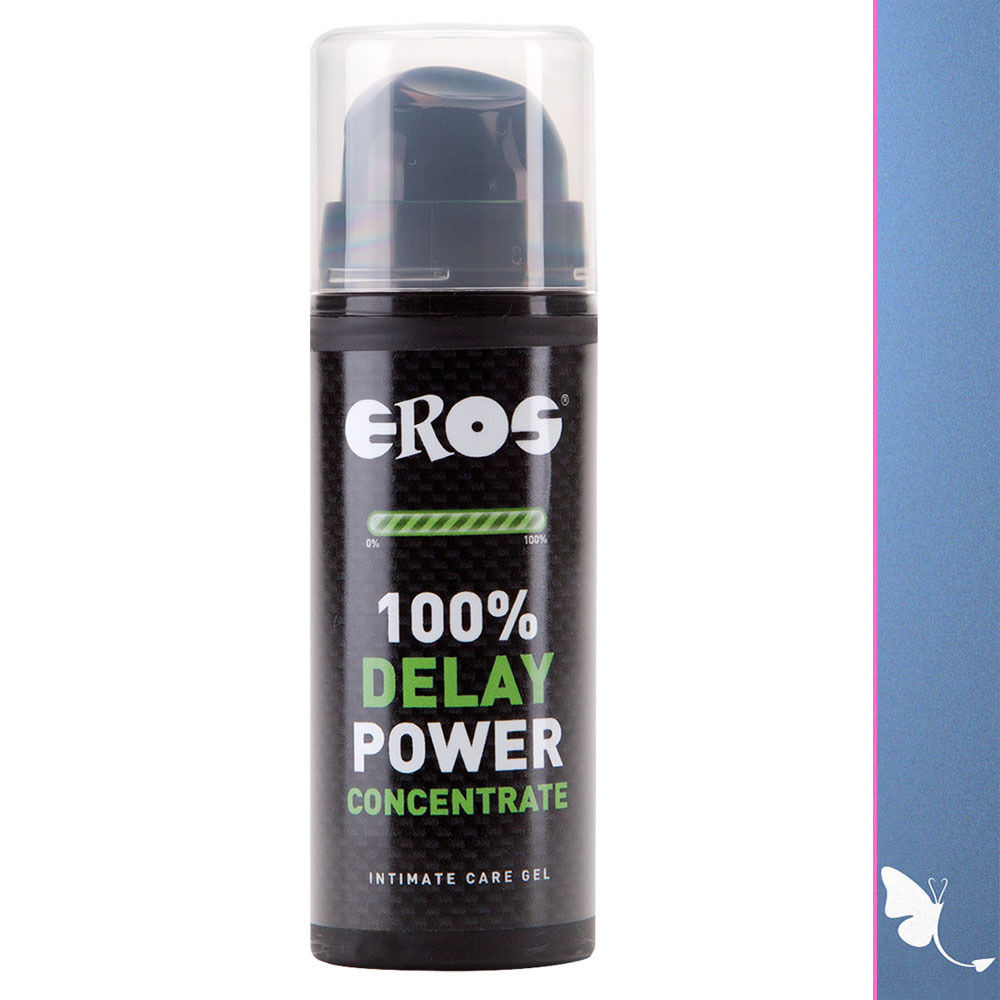 EROS®
0% 100%
100%
DELAY
POWER
CONCENTRATE
INTIMATE CARE GEL